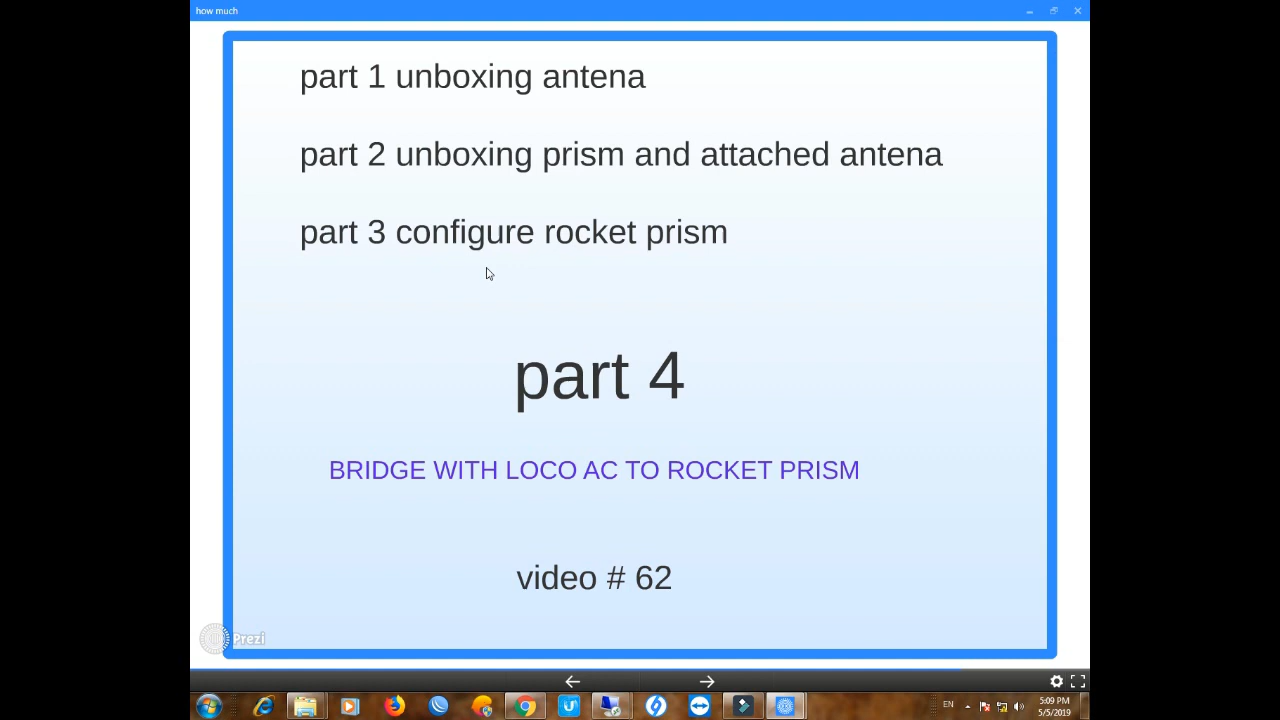 how much
part 1 unboxing antena
part 2 unboxing prism and attached antena
part 3 configure rocket prism
part 4
BRIDGE WITH LOCO AC TO ROCKET PRISM
video # 62
Prezi
EN
5:09 PM
5/5/2019